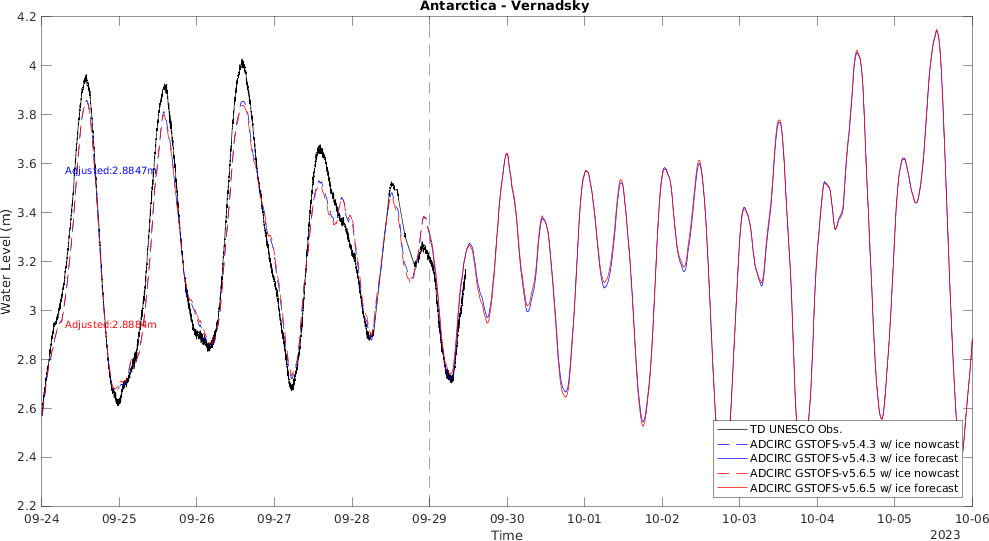 Antarctica - Vernadsky
Water Level (m)
4.2
4
3.8
3.6
3.4
3.2
3
2.8
2.6
2.4
2.2
Adjusted:2.8847m
Adjusted:2.8884m
TD UNESCO Obs.
ADCIRC GSTOFS-v5.4.3 w/ ice nowcast
ADCIRC GSTOFS-v5.4.3 w/ ice forecast
ADCIRC GSTOFS-v5.6.5 w/ ice nowcast
ADCIRC GSTOFS-v5.6.5 w/ ice forecast
09-24 09-25 09-26 09-27 09-28 09-29 09-30 10-01 10-02 10-03 10-04 10-05 10-06
Time
2023